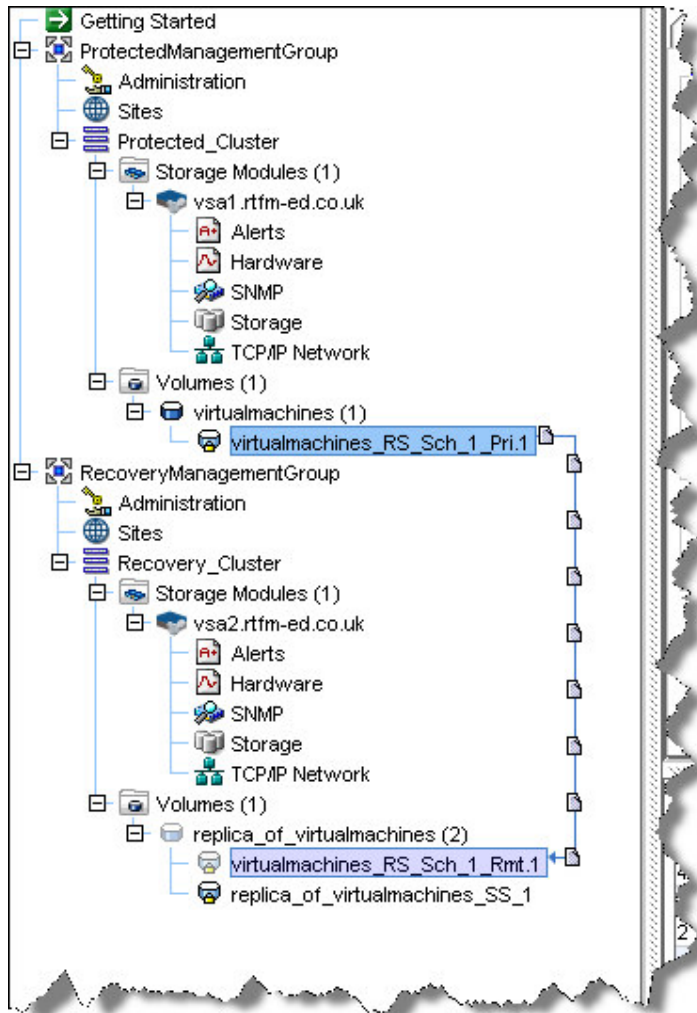 Getting Started
ProtectedManagementGroup
Administration
Sites
Protected_Cluster
Storage Modules (1)
vsa1.rtfm-ed.co.uk
Alerts
Hardware
SNMP
Storage
TCP/IP Network
Volumes (1)
virtualmachines (1)
virtualmachines_RS_Sch_1_Pri.1
RecoveryManagementGroup
Administration
Sites
Recovery_Cluster
Storage Modules (1)
vsa2.rtfm-ed.co.uk
Alerts
Hardware
SNMP
Storage
TCP/IP Network
Volumes (1)
replica_of_virtualmachines (2)
virtualmachines_RS_Sch_1_Rmt.1
replica_of_virtualmachines_SS_1
2